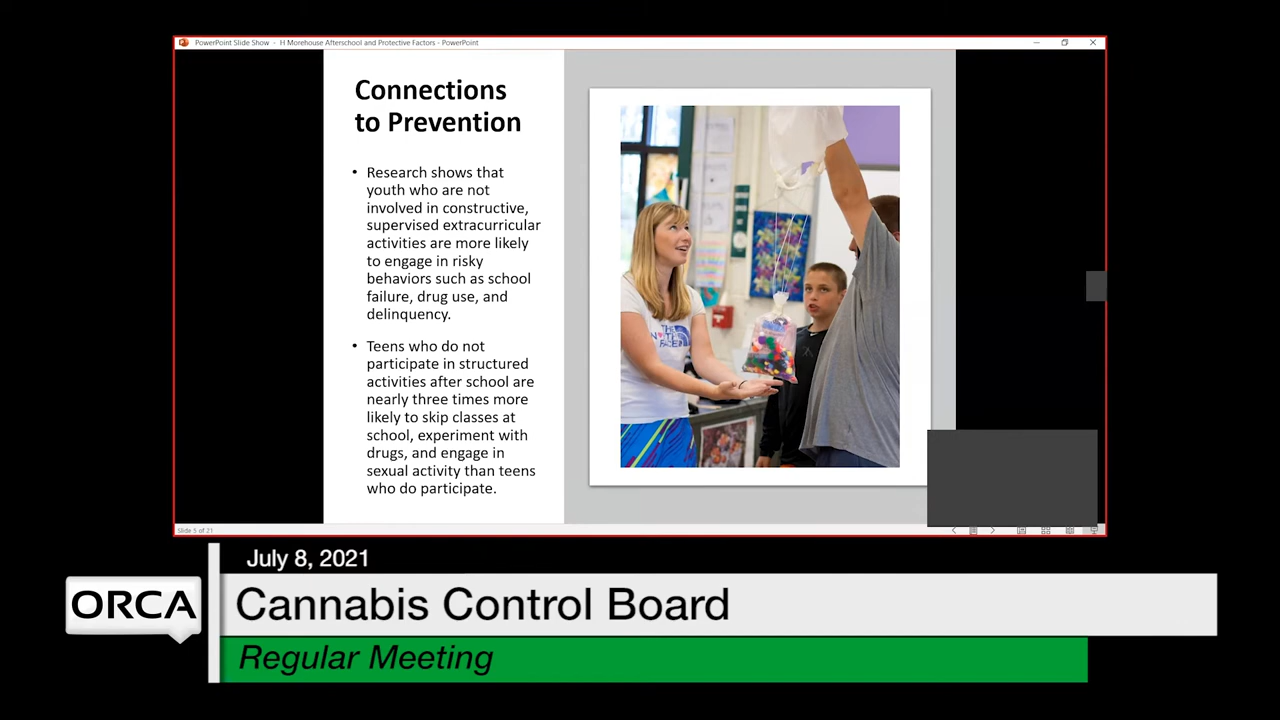 PowerPoint Slide Show - H Morehouse Afterschool and Protective Factors - PowerPoint
Connections
to Prevention
• Research shows that
youth who are not
involved in constructive,
supervised extracurricular
activities are more likely
to engage in risky
behaviors such as school
failure, drug use, and
delinquency.
• Teens who do not
participate in structured
activities after school are
nearly three times more
likely to skip classes at
school, experiment with
drugs, and engage in
sexual activity than teens
who do participate.
THE
NORTH
FACE
Slide 5 of 21
July 8, 2021
ORCA
Cannabis Control Board
Regular Meeting